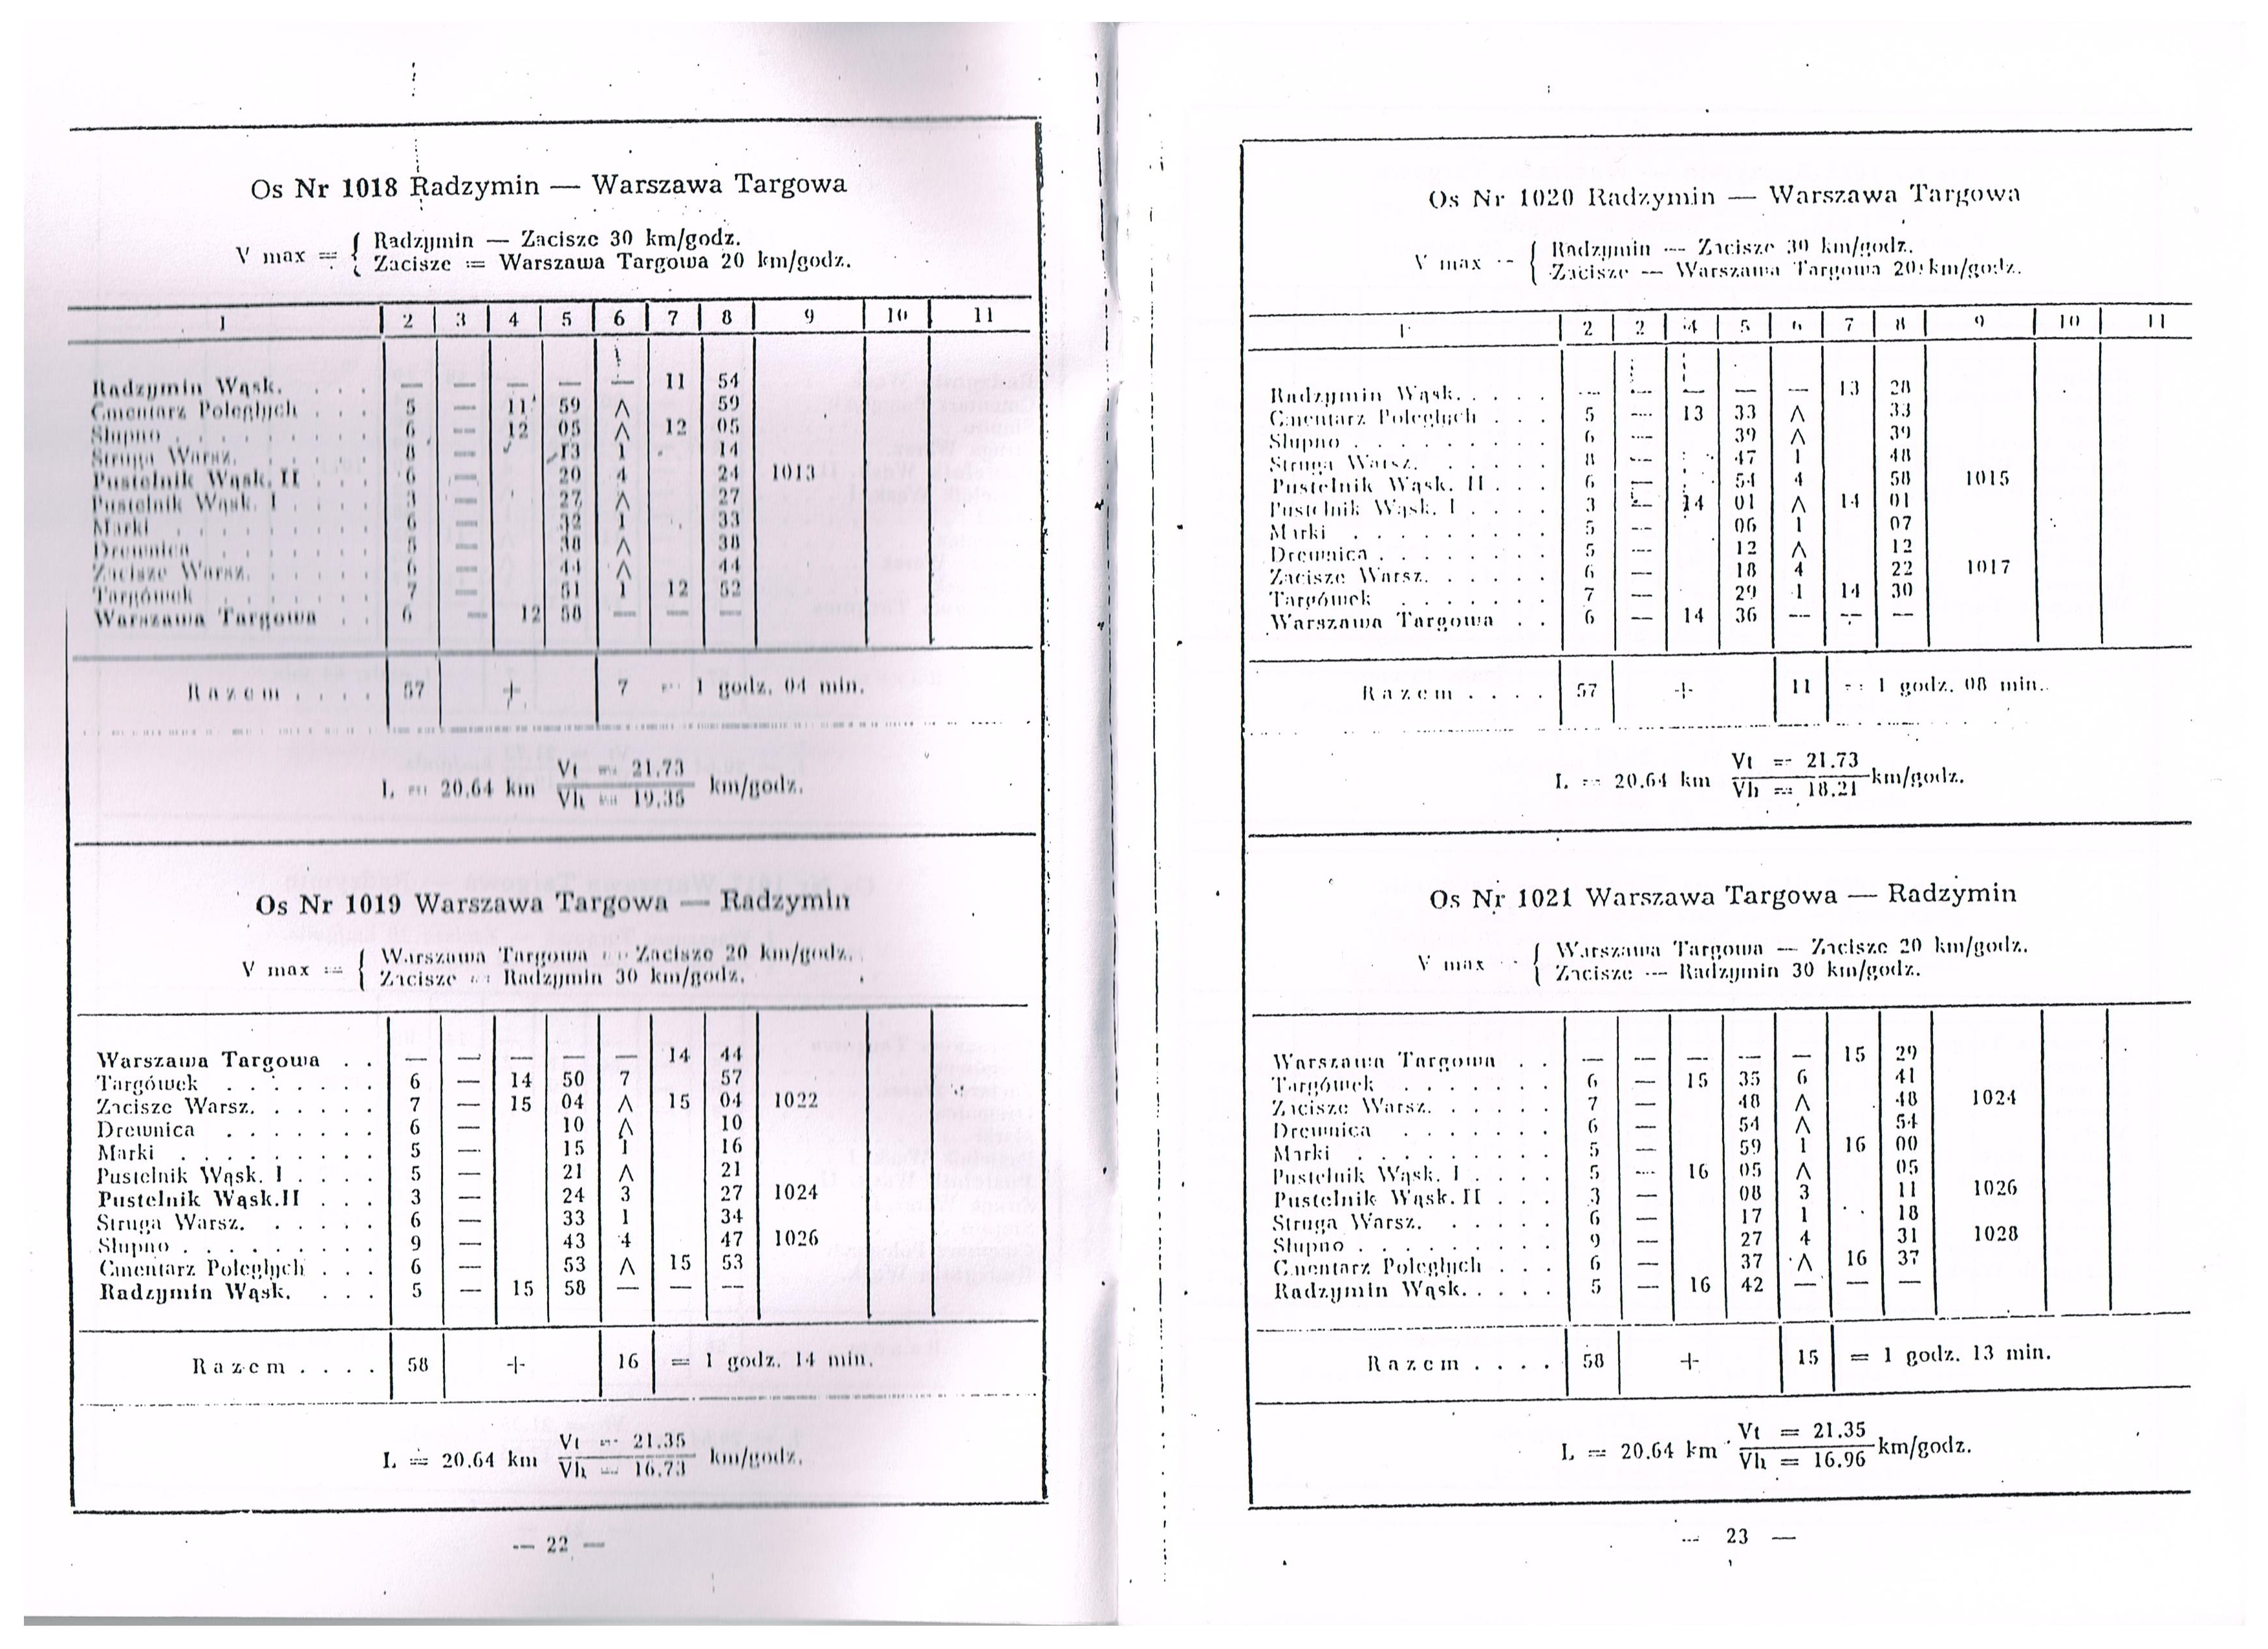 Os Nr 1018 Radzymin — Warszawa Targowa
V max = { Radzymin — Zacisze 30 km/godz.
Zacisze = Warszawa Targowa 20 km/godz.
1 2 3 4 5 6 7 8 9 10 11
Radzymin Wąsk. . . . — — — — — 11 54
Cmentarz Poległych . . . 5 — 11 59 ^ 59
Słupno . . . . . . . . . 6 — 12 05 ^ 12 05
Struga Warsz. . . . . . 8 — 13 1 14
Pustelnik Wąsk. II . . . 6 — 20 4 24 1013
Pustelnik Wąsk. I . . . . 3 — 27 ^ 27
Marki . . . . . . . . . 6 — 32 1 33
Drewnica . . . . . . . 5 — 38 ^ 38
Zacisze Warsz. . . . . . 6 — 44 ^ 44
Targówek . . . . . . . 7 — 51 1 12 52
Warszawa Targowa . . 6 — 12 58 — — —
Razem . . . . 57 + 7 = 1 godz. 04 min.
L = 20.64 km Vt = 21.73
Vh = 19.35 km/godz.
Os Nr 1019 Warszawa Targowa — Radzymin
V max = { Warszawa Targowa — Zacisze 20 km/godz.
Zacisze — Radzymin 30 km/godz.
Warszawa Targowa . . — — — — — 14 44
Targówek . . . . . . . 6 — 14 50 7 57
Zacisze Warsz. . . . . . 7 — 15 04 ^ 15 04 1022
Drewnica . . . . . . . 6 — 10 ^ 10
Marki . . . . . . . . . 5 — 15 1 16
Pustelnik Wąsk. I . . . . 5 — 21 ^ 21
Pustelnik Wąsk.II . . . 3 — 24 3 27 1024
Struga Warsz. . . . . . 6 — 33 1 34
Słupno . . . . . . . . . 9 — 43 4 47 1026
Cmentarz Poległych . . . 6 — 53 ^ 15 53
Radzymin Wąsk. . . . 5 — 15 58 — — —
Razem . . . . 58 + 16 = 1 godz. 14 min.
L = 20.64 km Vt = 21.35
Vh = 16.73 km/godz.
— 22 —
Os Nr 1020 Radzymin — Warszawa Targowa
V max = { Radzymin — Zacisze 30 km/godz.
Zacisze — Warszawa Targowa 20 km/godz.
1 2 2 4 5 6 7 8 9 10 11
Radzymin Wąsk. . . . . — — — — — 13 28
Cmentarz Poległych . . . 5 — 13 33 ^ 33
Słupno . . . . . . . . . 6 — 39 ^ 39
Struga Warsz. . . . . . 8 — 47 1 48
Pustelnik Wąsk. II . . . 6 — 54 4 58 1015
Pustelnik Wąsk. I . . . . 3 — 14 01 ^ 14 01
Marki . . . . . . . . . 5 — 06 1 07
Drewnica . . . . . . . . 5 — 12 ^ 12
Zacisze Warsz. . . . . . 6 — 18 4 22 1017
Targówek . . . . . . . 7 — 29 1 14 30
Warszawa Targowa . . 6 — 14 36 — — —
Razem . . . . 57 + 11 = 1 godz. 08 min.
L = 20.64 km Vt = 21.73
Vh = 18.21 km/godz.
Os Nr 1021 Warszawa Targowa — Radzymin
V max = { Warszawa Targowa — Zacisze 20 km/godz.
Zacisze — Radzymin 30 km/godz.
Warszawa Targowa . . — — — — — 15 29
Targówek . . . . . . . 6 — 15 35 6 41
Zacisze Warsz. . . . . . 7 — 48 ^ 48 1024
Drewnica . . . . . . . 6 — 54 ^ 54
Marki . . . . . . . . . 5 — 59 1 16 00
Pustelnik Wąsk. I . . . . 5 — 16 05 ^ 05
Pustelnik Wąsk. II . . . 3 — 08 3 11 1026
Struga Warsz. . . . . . 6 — 17 1 18
Słupno . . . . . . . . . 9 — 27 4 31 1028
Cmentarz Poległych . . . 6 — 37 ^ 16 37
Radzymin Wąsk. . . . . 5 — 16 42 — — —
Razem . . . . 58 + 15 = 1 godz. 13 min.
L = 20.64 km Vt = 21.35
Vh = 16.96 km/godz.
— 23 —